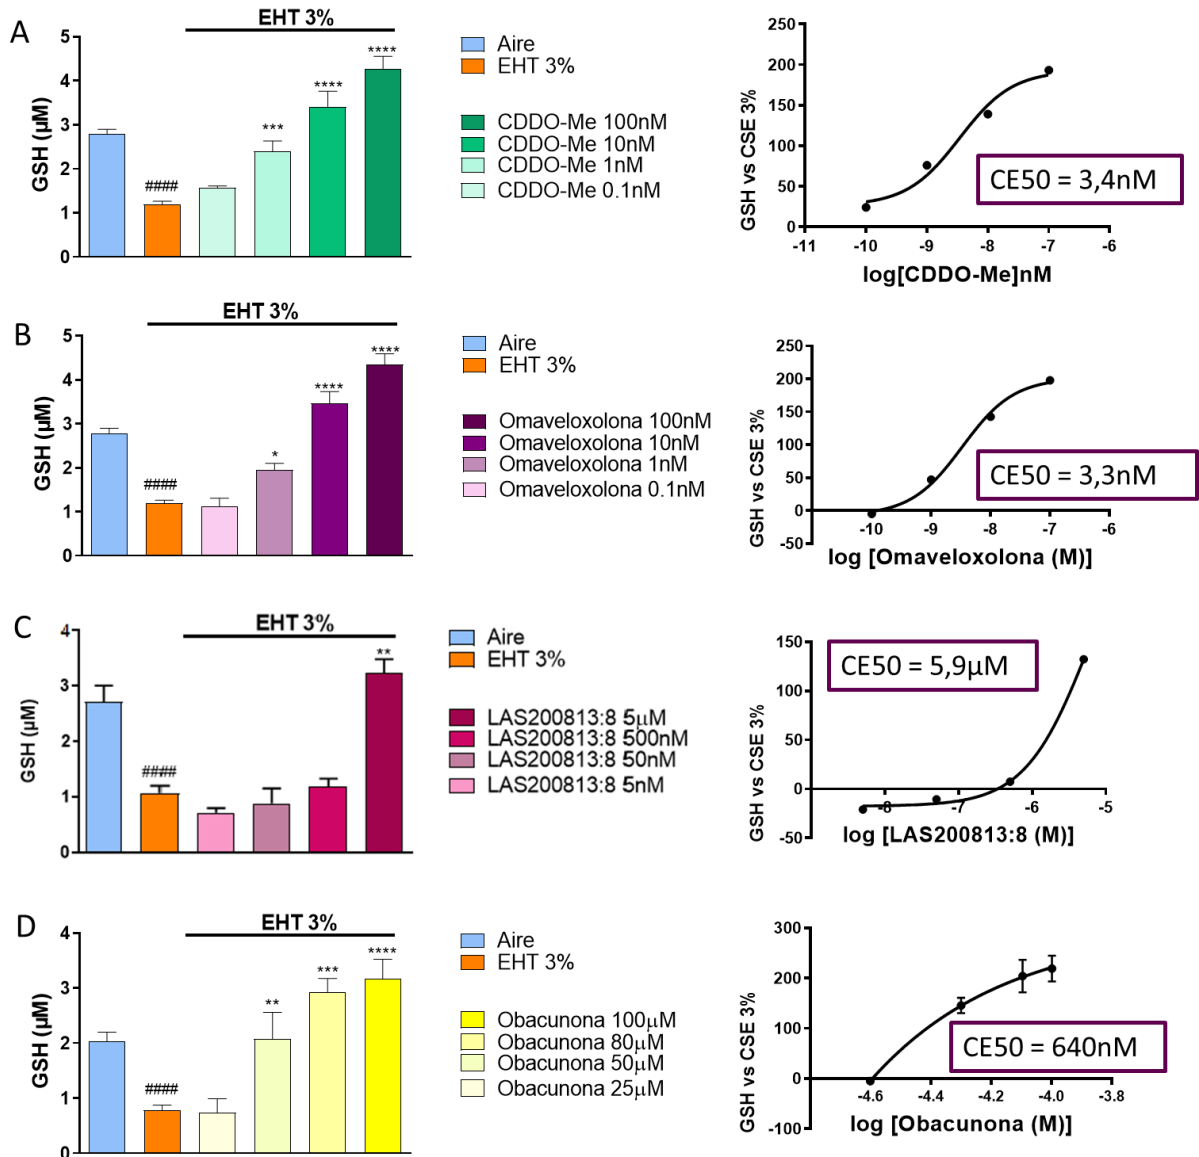 A
EHT 3%
GSH (µM)
5
4
3
2
1
0
####
***
****
****
Aire
EHT 3%
CDDO-Me 100nM
CDDO-Me 10nM
CDDO-Me 1nM
CDDO-Me 0.1nM
GSH vs CSE 3%
250
200
150
100
50
0
-11
-10
-9
-8
-7
-6
log[CDDO-Me]nM
CE50 = 3,4nM
B
EHT 3%
GSH (µM)
5
4
3
2
1
0
####
*
****
****
Aire
EHT 3%
Omaveloxolona 100nM
Omaveloxolona 10nM
Omaveloxolona 1nM
Omaveloxolona 0.1nM
GSH vs CSE 3%
250
200
150
100
50
0
-50
-10
-9
-8
-7
-6
log [Omaveloxolona (M)]
CE50 = 3,3nM
C
EHT 3%
GSH (µM)
4
3
2
1
0
####
**
Aire
EHT 3%
LAS200813:8 5µM
LAS200813:8 500nM
LAS200813:8 50nM
LAS200813:8 5nM
GSH vs CSE 3%
150
100
50
0
-50
-8
-7
-6
-5
log [LAS200813:8 (M)]
CE50 = 5,9µM
D
EHT 3%
GSH (µM)
4
3
2
1
0
####
**
***
****
Aire
EHT 3%
Obacunona 100µM
Obacunona 80µM
Obacunona 50µM
Obacunona 25µM
GSH vs CSE 3%
300
200
100
0
-100
-4.6
-4.4
-4.2
-4.0
-3.8
log [Obacunona (M)]
CE50 = 640nM